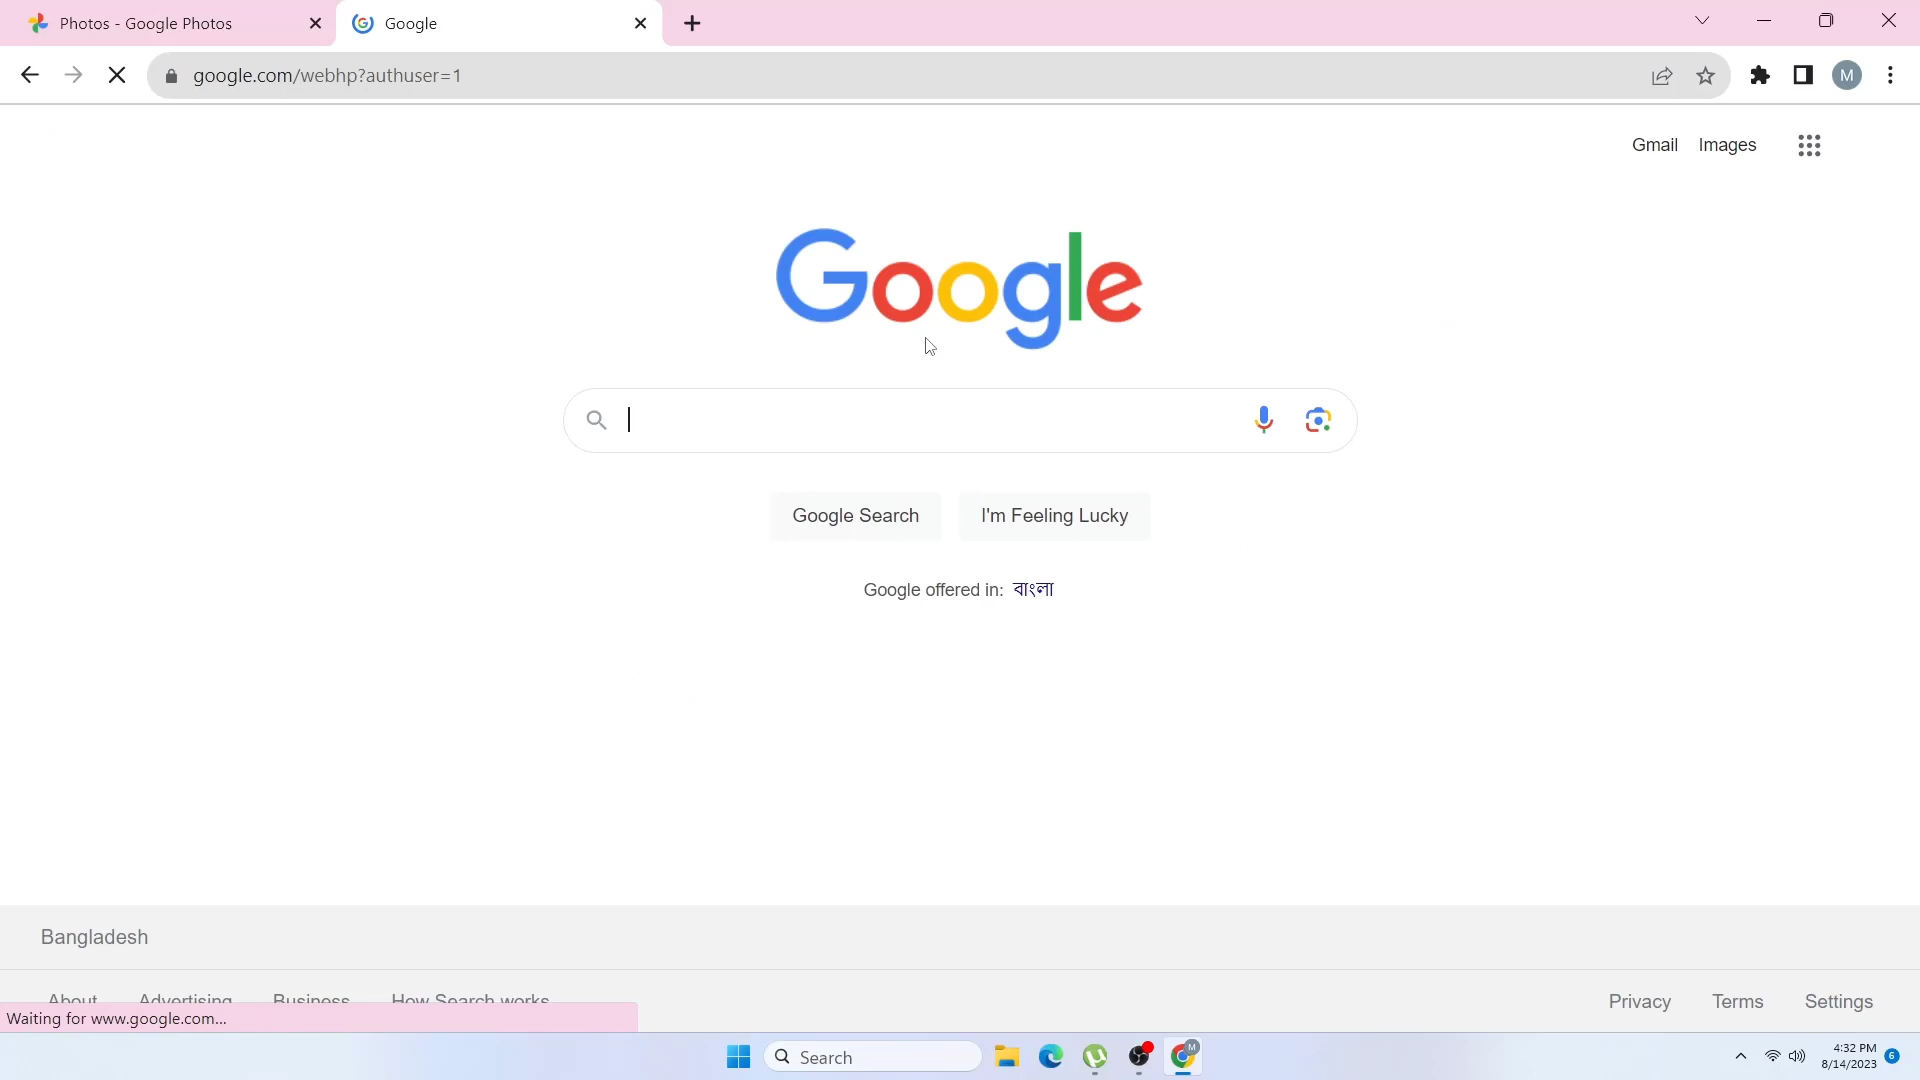 Photos - Google Photos
Google
google.com/webhp?authuser=1
M
Gmail Images
Google
Google Search
I'm Feeling Lucky
Google offered in: বাংলা
Bangladesh
About Advertising Business How Search works
Privacy Terms Settings
Waiting for www.google.com...
Search
M
4:32 PM
8/14/2023
6